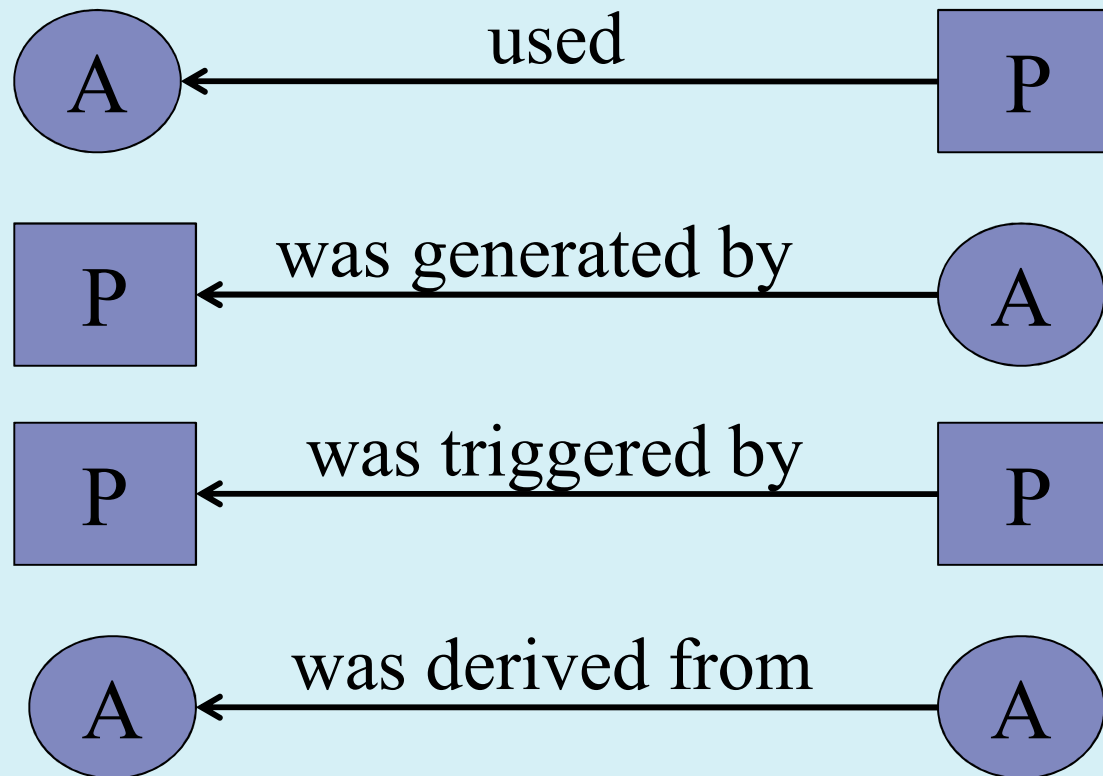 A used P
P was generated by A
P was triggered by P
A was derived from A